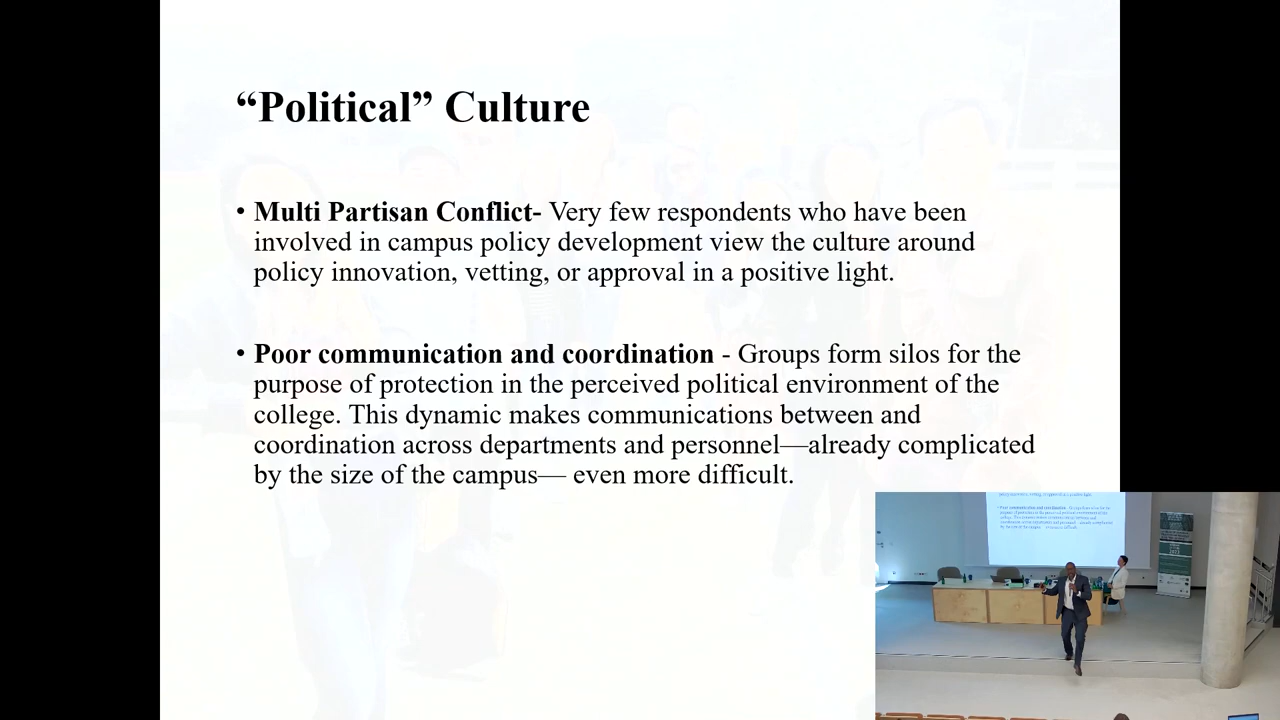 “Political” Culture
• Multi Partisan Conflict- Very few respondents who have been
involved in campus policy development view the culture around
policy innovation, vetting, or approval in a positive light.
• Poor communication and coordination - Groups form silos for the
purpose of protection in the perceived political environment of the
college. This dynamic makes communications between and
coordination across departments and personnel—already complicated
by the size of the campus— even more difficult.